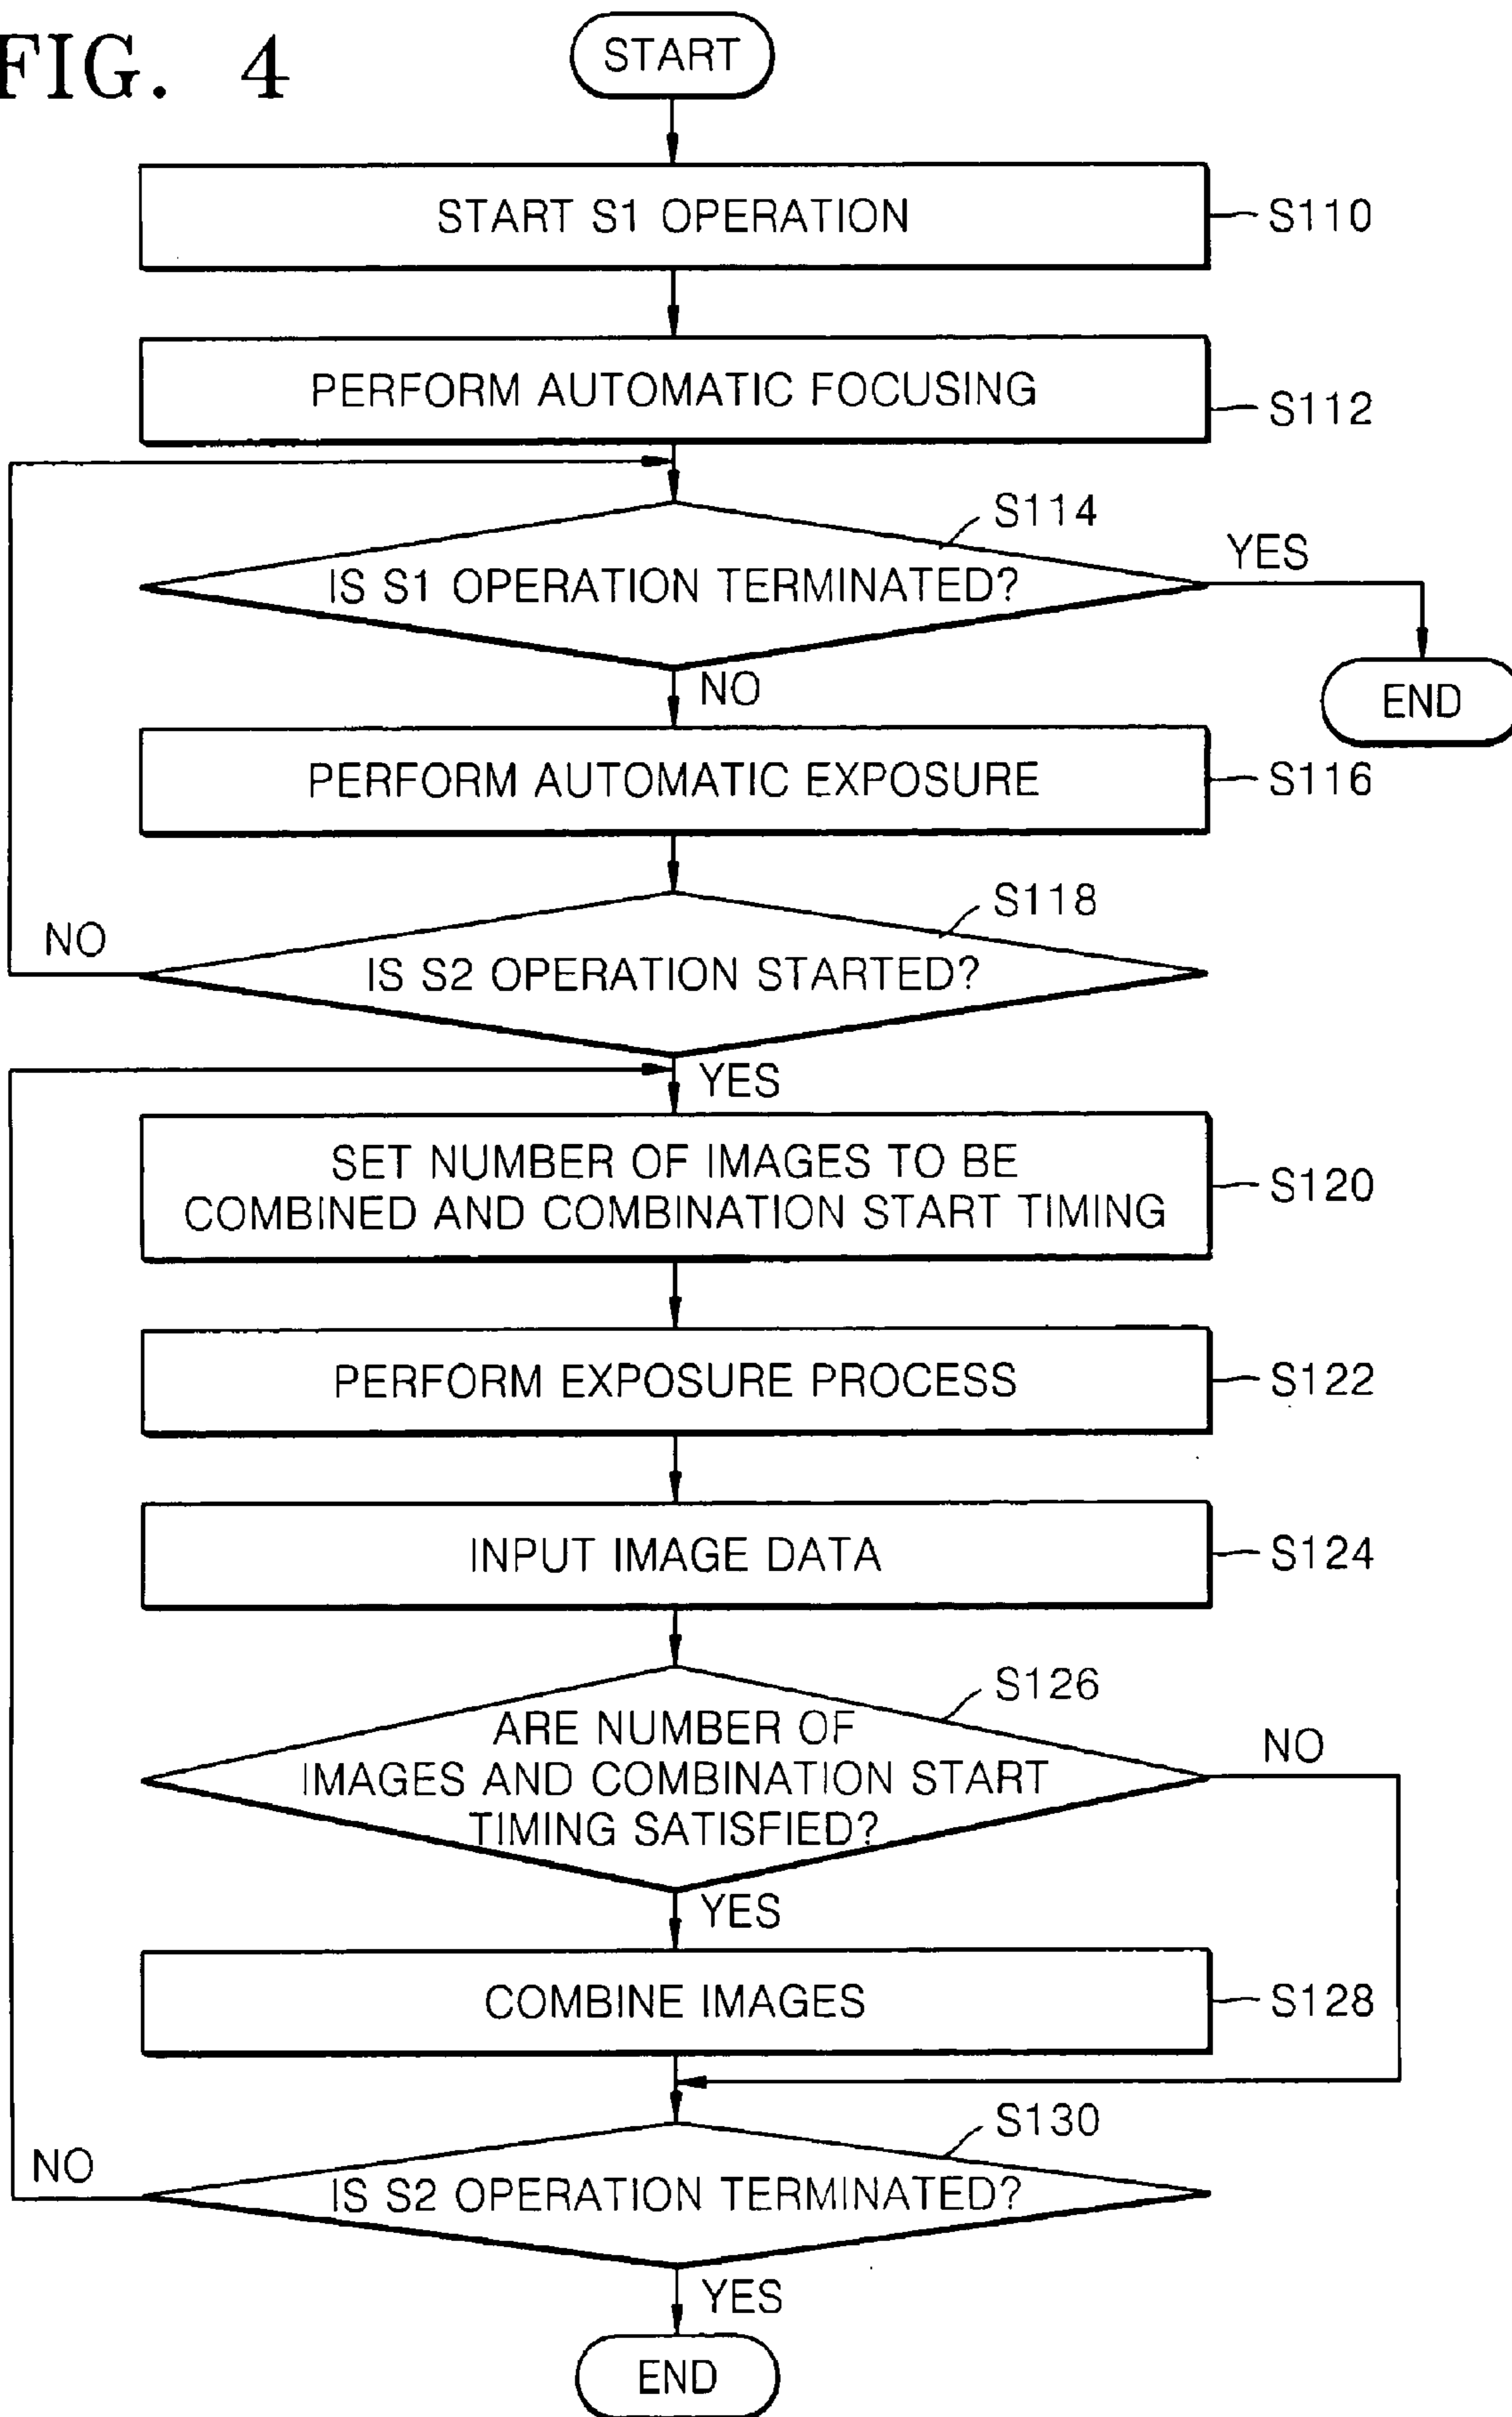 FIG. 4
START
START S1 OPERATION
S110
PERFORM AUTOMATIC FOCUSING
S112
S114
IS S1 OPERATION TERMINATED?
YES
END
NO
PERFORM AUTOMATIC EXPOSURE
S116
S118
IS S2 OPERATION STARTED?
NO
YES
SET NUMBER OF IMAGES TO BE
COMBINED AND COMBINATION START TIMING
S120
PERFORM EXPOSURE PROCESS
S122
INPUT IMAGE DATA
S124
S126
ARE NUMBER OF
IMAGES AND COMBINATION START
TIMING SATISFIED?
NO
YES
COMBINE IMAGES
S128
S130
IS S2 OPERATION TERMINATED?
NO
YES
END